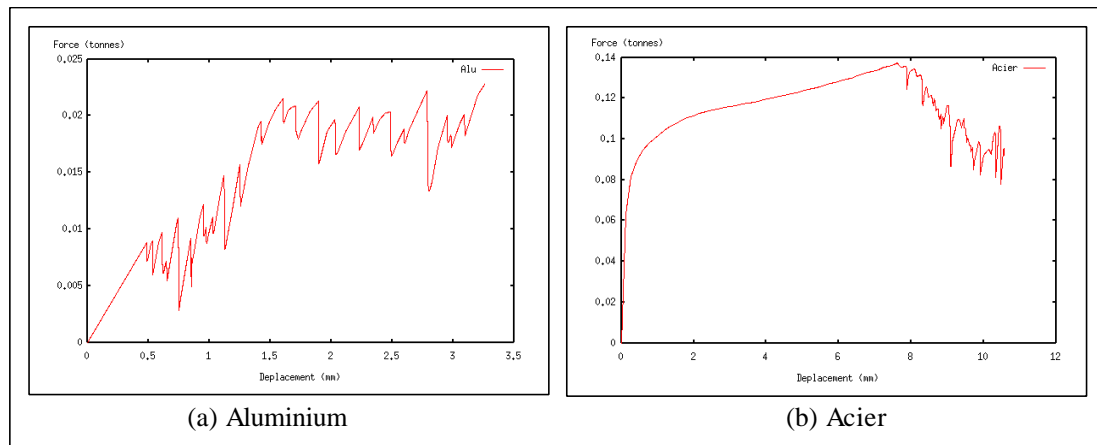 Force (tonnes)
0.025
0.02
0.015
0.01
0.005
0
0 0.5 1 1.5 2 2.5 3 3.5
Deplacement (mm)
Alu
(a) Aluminium
Force (tonnes)
0.14
0.12
0.1
0.08
0.06
0.04
0.02
0
0 2 4 6 8 10 12
Deplacement (mm)
Acier
(b) Acier